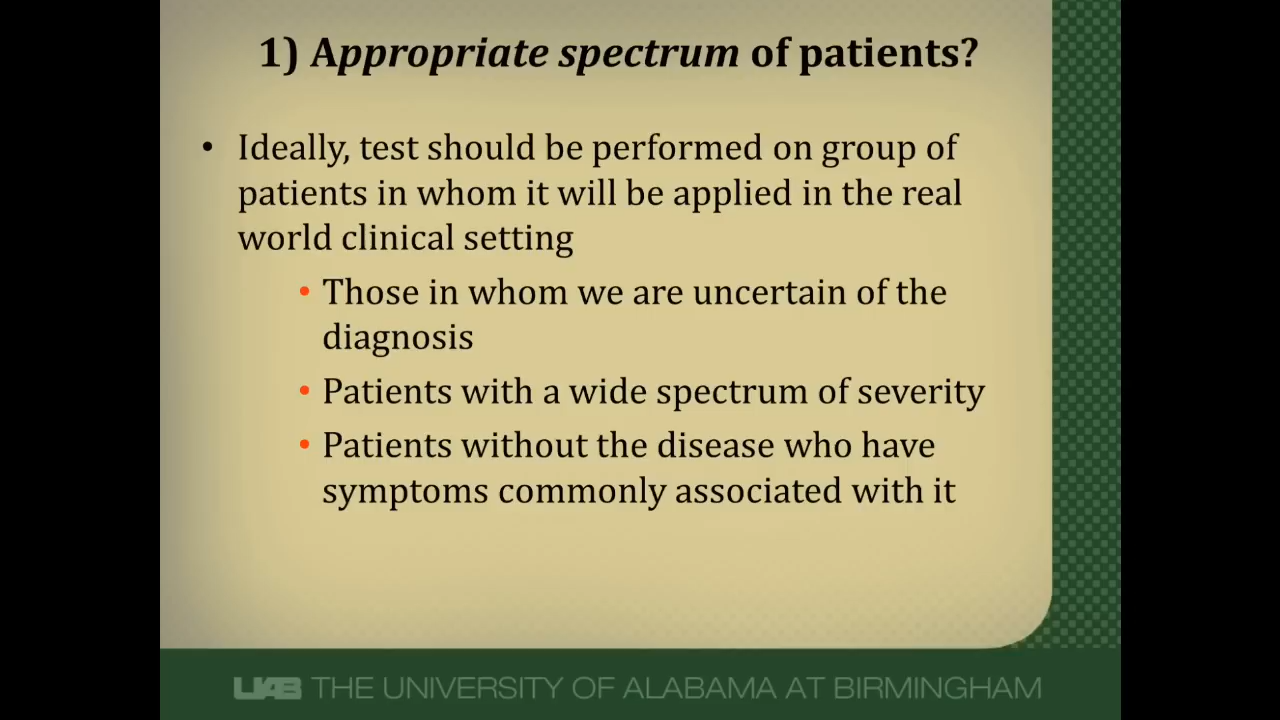 1) Appropriate spectrum of patients?
• Ideally, test should be performed on group of
patients in whom it will be applied in the real
world clinical setting
• Those in whom we are uncertain of the
diagnosis
• Patients with a wide spectrum of severity
• Patients without the disease who have
symptoms commonly associated with it
UAB THE UNIVERSITY OF ALABAMA AT BIRMINGHAM